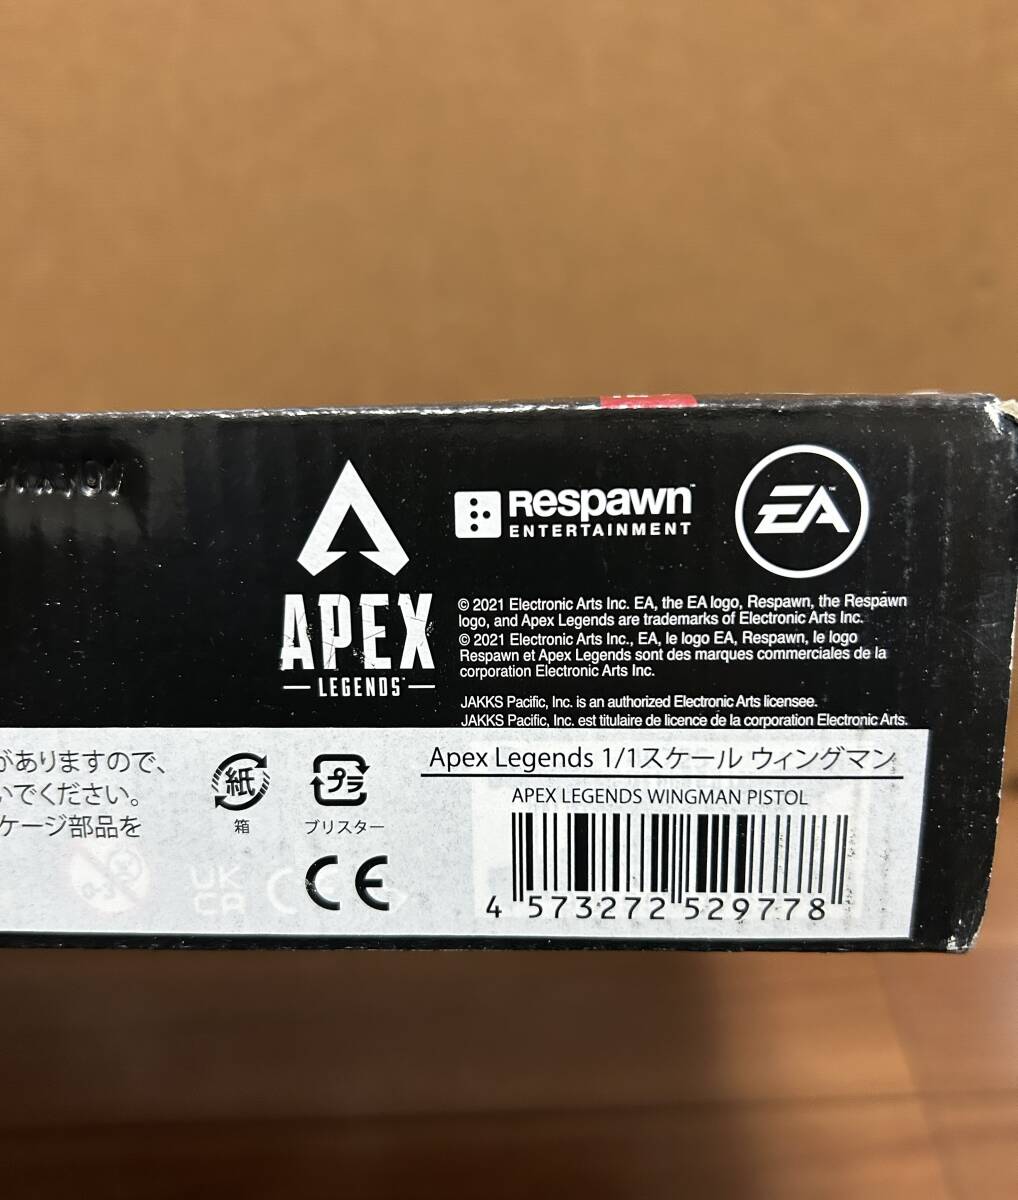 APEX
LEGENDS
Respawn™
ENTERTAINMENT
EA™
© 2021 Electronic Arts Inc. EA, the EA logo, Respawn, the Respawn
logo, and Apex Legends are trademarks of Electronic Arts Inc.
© 2021 Electronic Arts Inc., EA, le logo EA, Respawn, le logo
Respawn et Apex Legends sont des marques commerciales de la
corporation Electronic Arts Inc.
JAKKS Pacific, Inc. is an authorized Electronic Arts licensee.
JAKKS Pacific, Inc. est titulaire de licence de la corporation Electronic Arts.
がありますので、
いでください。
ケージ部品を
紙
箱
プラ
ブリスター
UK
CA
CE
CE
Apex Legends 1/1スケール ウィングマン
APEX LEGENDS WINGMAN PISTOL
4 573272 529778